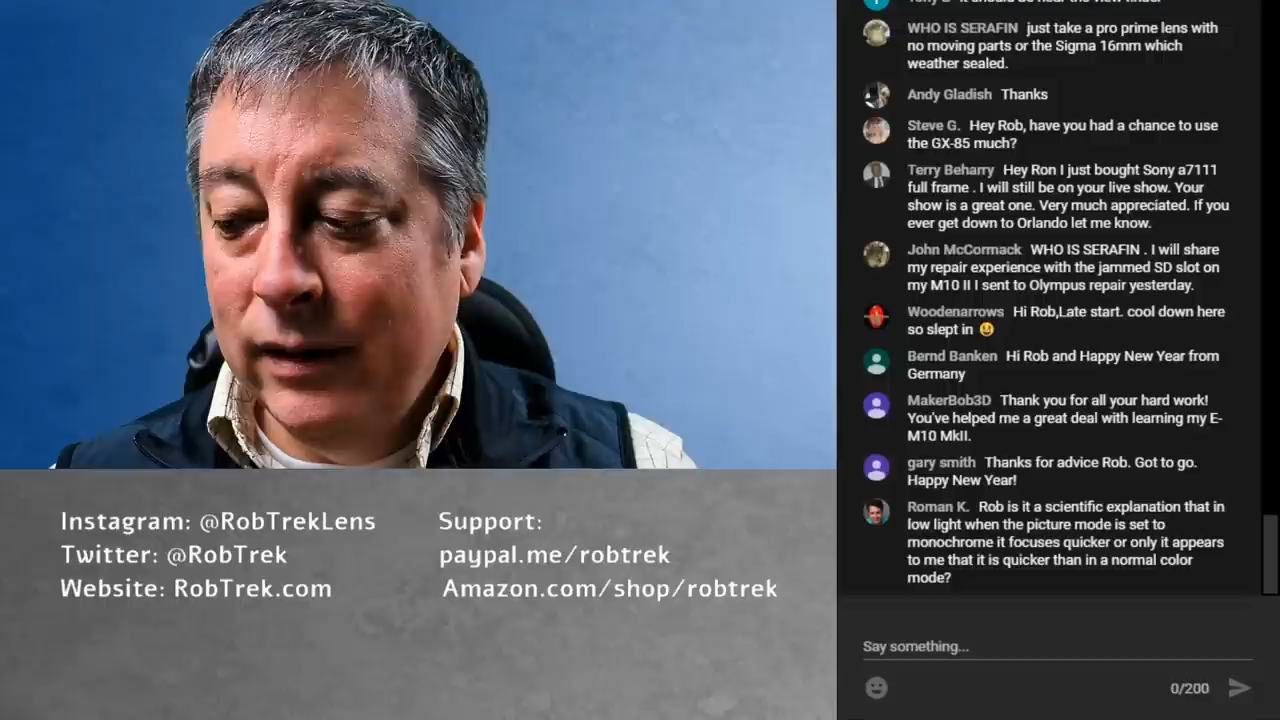 WHO IS SERAFIN just take a pro prime lens with
no moving parts or the Sigma 16mm which
weather sealed.
Andy Gladish Thanks
Steve G. Hey Rob, have you had a chance to use
the GX-85 much?
Terry Beharry Hey Ron I just bought Sony a7111
full frame . I will still be on your live show. Your
show is a great one. Very much appreciated. If you
ever get down to Orlando let me know.
John McCormack WHO IS SERAFIN . I will share
my repair experience with the jammed SD slot on
my M10 II I sent to Olympus repair yesterday.
Woodenarrows Hi Rob,Late start. cool down here
so slept in 😃
Bernd Banken Hi Rob and Happy New Year from
Germany
MakerBob3D Thank you for all your hard work!
You've helped me a great deal with learning my E-
M10 MkII.
gary smith Thanks for advice Rob. Got to go.
Happy New Year!
Roman K. Rob is it a scientific explanation that in
low light when the picture mode is set to
monochrome it focuses quicker or only it appears
to me that it is quicker than in a normal color
mode?
Say something...
0/200
Instagram: @RobTrekLens
Twitter: @RobTrek
Website: RobTrek.com
Support:
paypal.me/robtrek
Amazon.com/shop/robtrek